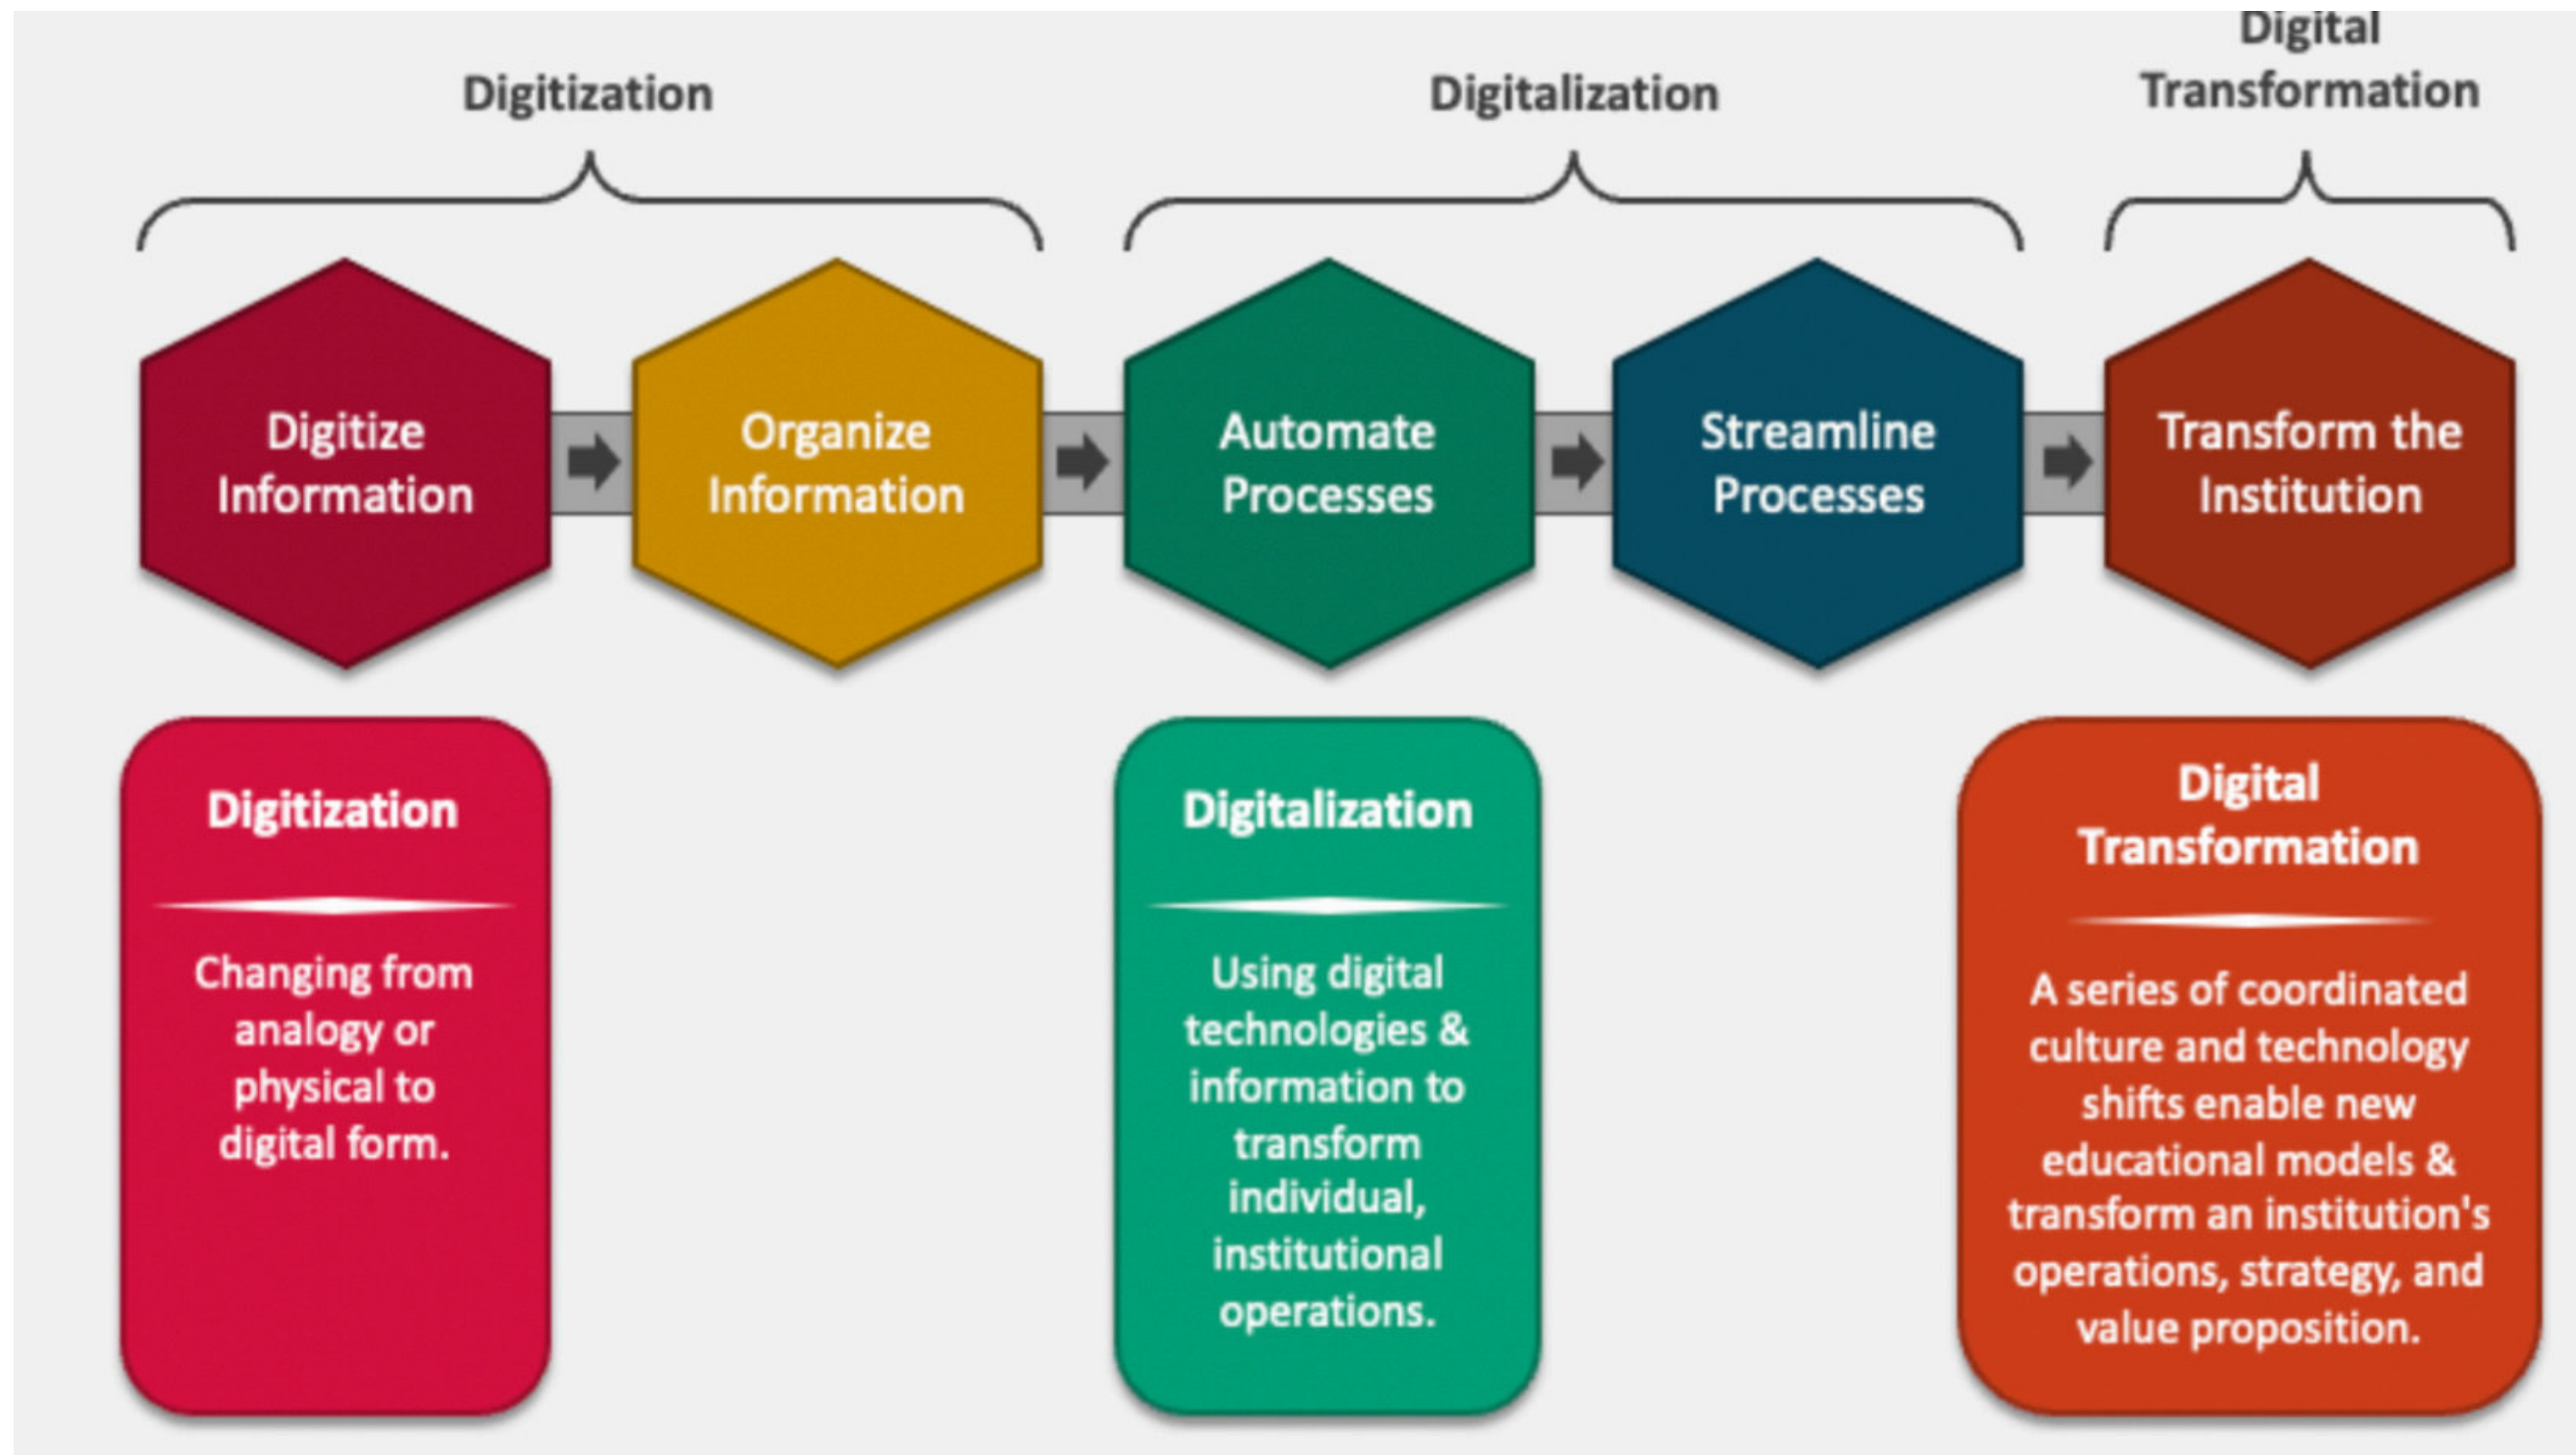 Digitization
Digitalization
Digital
Transformation
Digitize
Information
Organize
Information
Automate
Processes
Streamline
Processes
Transform the
Institution
Digitization
Changing from
analogy or
physical to
digital form.
Digitalization
Using digital
technologies &
information to
transform
individual,
institutional
operations.
Digital
Transformation
A series of coordinated
culture and technology
shifts enable new
educational models &
transform an institution's
operations, strategy, and
value proposition.